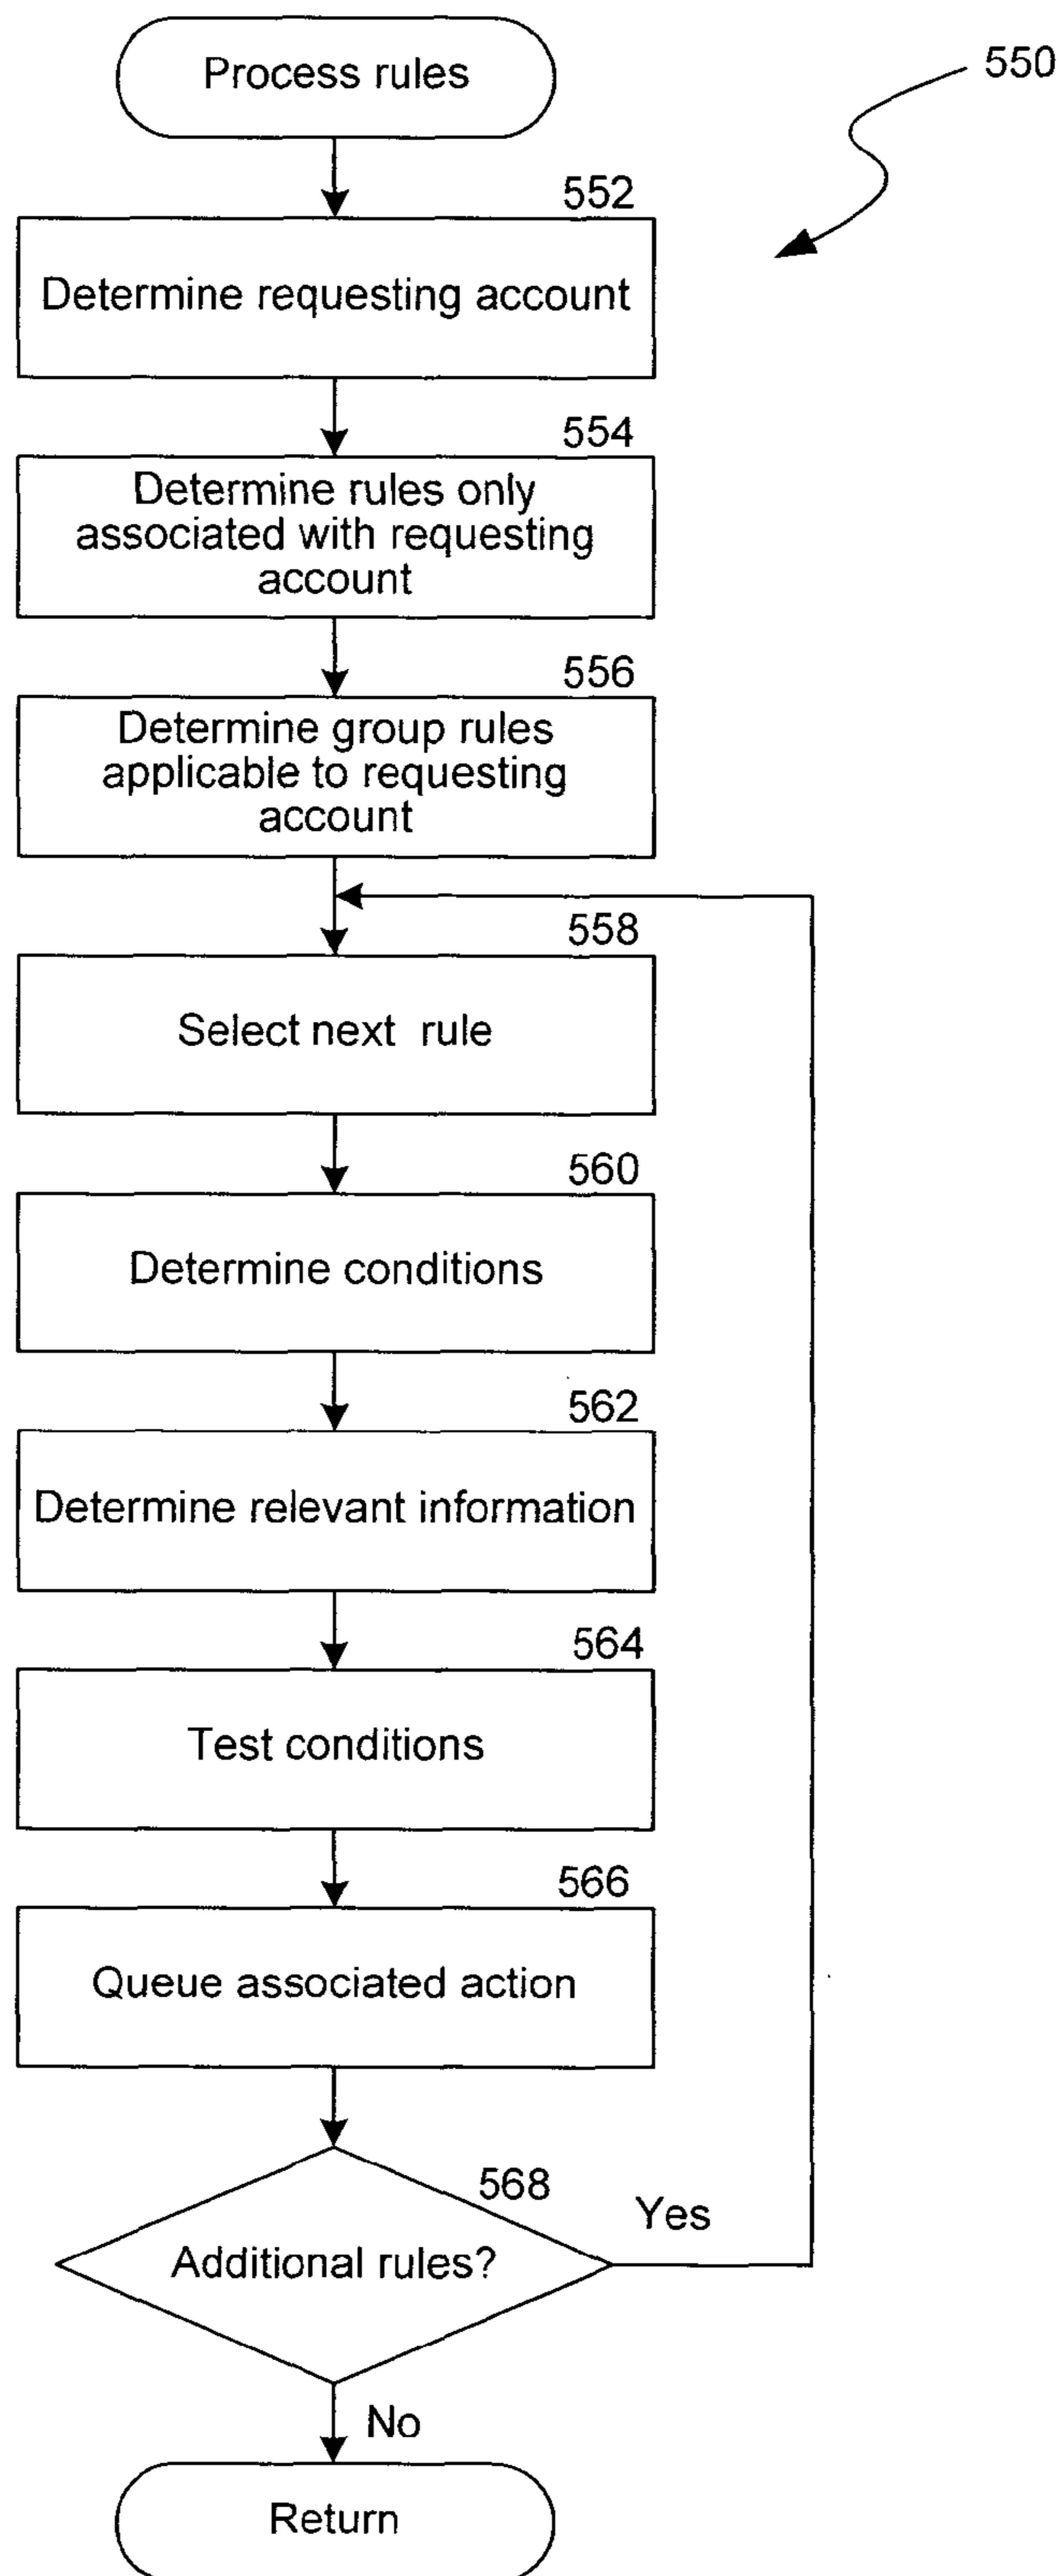 Process rules
550
552
Determine requesting account
554
Determine rules only
associated with requesting
account
556
Determine group rules
applicable to requesting
account
558
Select next rule
560
Determine conditions
562
Determine relevant information
564
Test conditions
566
Queue associated action
568
Additional rules?
Yes
No
Return